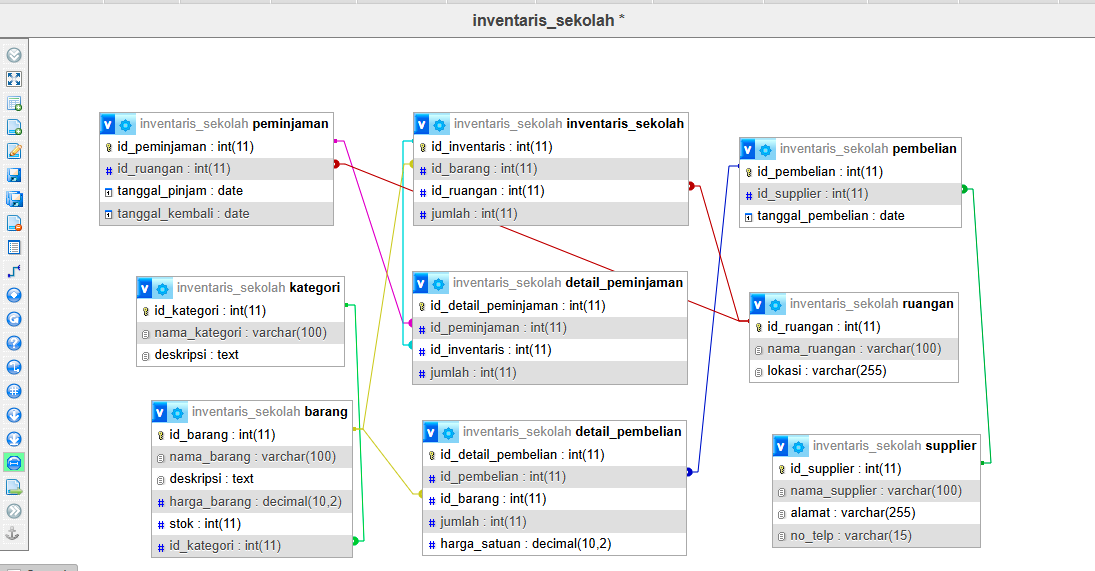 inventaris_sekolah *
inventaris_sekolah peminjaman
id_peminjaman : int(11)
id_ruangan : int(11)
tanggal_pinjam : date
tanggal_kembali : date
inventaris_sekolah inventaris_sekolah
id_inventaris : int(11)
id_barang : int(11)
id_ruangan : int(11)
jumlah : int(11)
inventaris_sekolah pembelian
id_pembelian : int(11)
id_supplier : int(11)
tanggal_pembelian : date
inventaris_sekolah kategori
id_kategori : int(11)
nama_kategori : varchar(100)
deskripsi : text
inventaris_sekolah detail_peminjaman
id_detail_peminjaman : int(11)
id_peminjaman : int(11)
id_inventaris : int(11)
jumlah : int(11)
inventaris_sekolah ruangan
id_ruangan : int(11)
nama_ruangan : varchar(100)
lokasi : varchar(255)
inventaris_sekolah barang
id_barang : int(11)
nama_barang : varchar(100)
deskripsi : text
harga_barang : decimal(10,2)
stok : int(11)
id_kategori : int(11)
inventaris_sekolah detail_pembelian
id_detail_pembelian : int(11)
id_pembelian : int(11)
id_barang : int(11)
jumlah : int(11)
harga_satuan : decimal(10,2)
inventaris_sekolah supplier
id_supplier : int(11)
nama_supplier : varchar(100)
alamat : varchar(255)
no_telp : varchar(15)